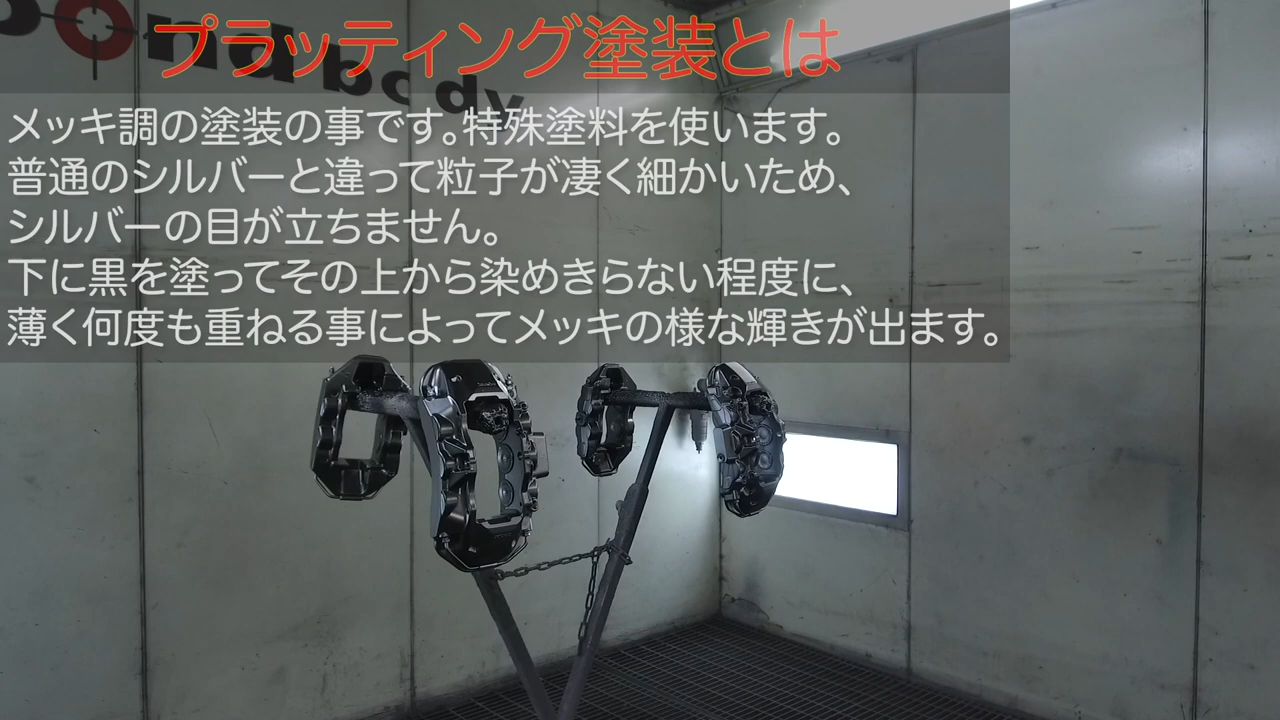 プラッティング塗装とは
body
メッキ調の塗装の事です。特殊塗料を使います。
普通のシルバーと違って粒子が凄く細かいため、
シルバーの目が立ちません。
下に黒を塗ってその上から染めきらない程度に、
薄く何度も重ねる事によってメッキの様な輝きが出ます。